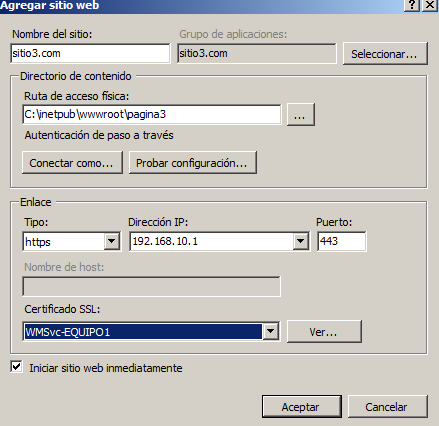 Agregar sitio web
Nombre del sitio: Grupo de aplicaciones:
sitio3.com sitio3.com Seleccionar...
Directorio de contenido
Ruta de acceso física:
C:\inetpub\wwwroot\pagina3 ...
Autenticación de paso a través
Conectar como... Probar configuración...
Enlace
Tipo: Dirección IP: Puerto:
https 192.168.10.1 443
Nombre de host:
Certificado SSL:
WMSvc-EQUIPO1 Ver...
Iniciar sitio web inmediatamente
Aceptar Cancelar